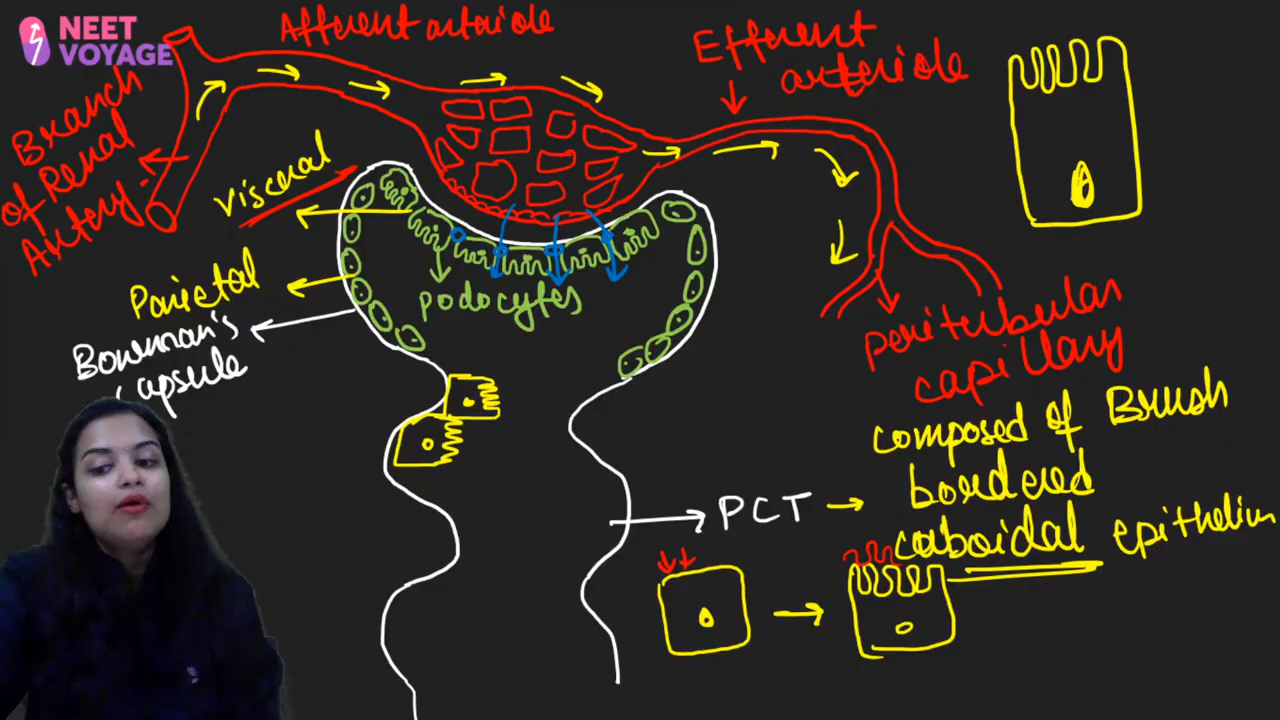 NEET
VOYAGE
Afferent arteriole
Efferent
arteriole
Branch
of Renal
Artery
visceral
Parietal
Bowman's
capsule
podocytes
peritubular
capillary
composed of Brush
bordered
cuboidal epithelium
PCT